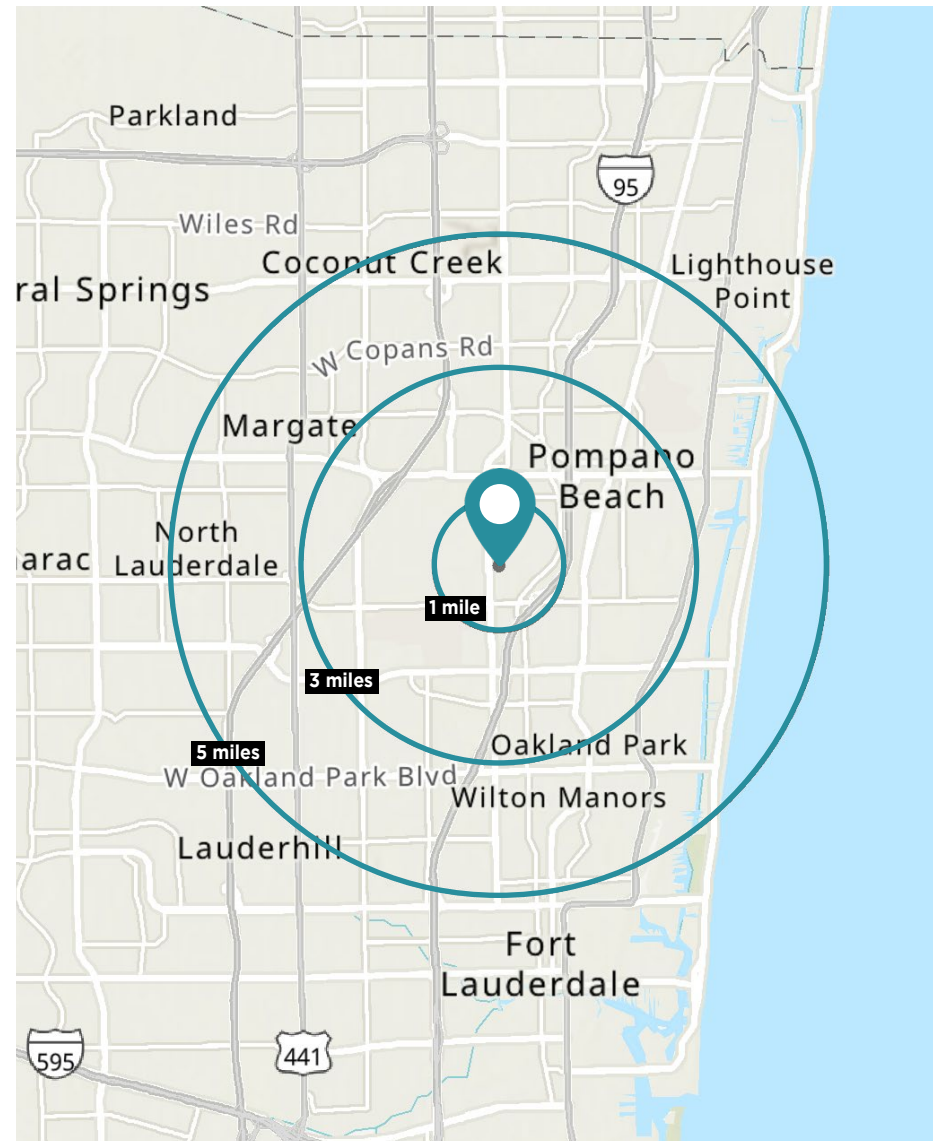 Parkland
95
Wiles Rd
Coconut Creek
Lighthouse
Point
ral Springs
W Copans Rd
Margate
Pompano
Beach
North
Lauderdale
arac
1 mile
3 miles
5 miles
Oakland Park
W Oakland Park Blvd
Wilton Manors
Lauderhill
Fort
Lauderdale
595
441